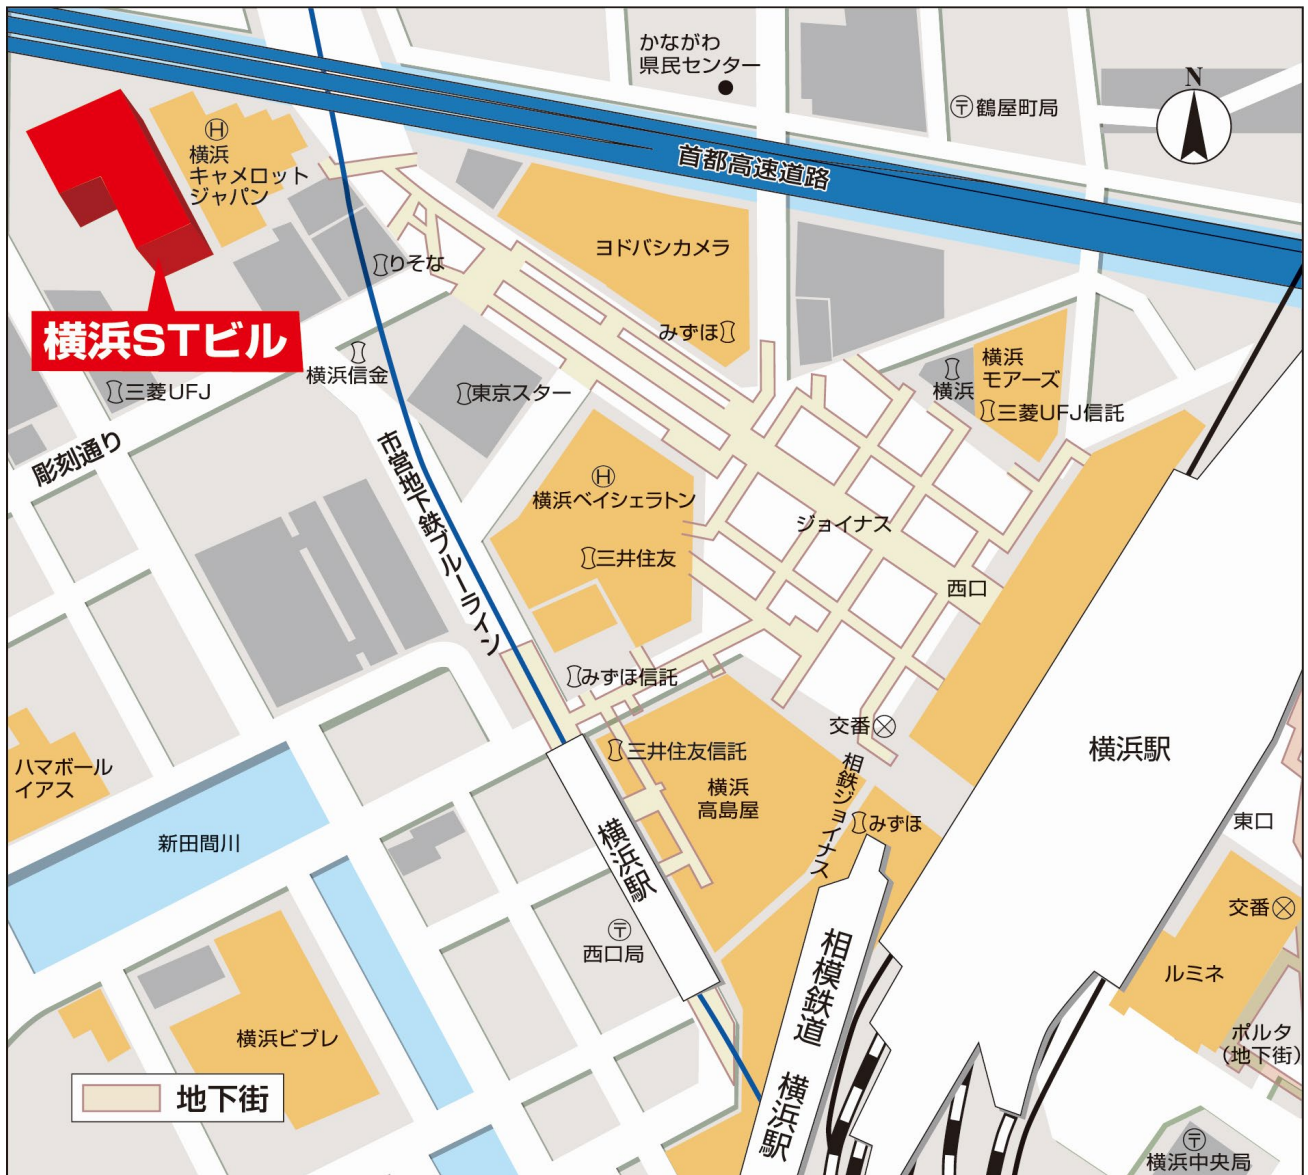 かながわ
県民センター
N
〒鶴屋町局
首都高速道路
H
横浜
キャメロット
ジャパン
ヨドバシカメラ
りそな
みずほ
横浜STビル
横浜信金
三菱UFJ
東京スター
横浜
横浜
モアーズ
三菱UFJ信託
彫刻通り
市営地下鉄ブルーライン
H
横浜ベイシェラトン
三井住友
ジョイナス
西口
みずほ信託
交番
三井住友信託
横浜
高島屋
相鉄ジョイナス
みずほ
横浜駅
東口
ハマボール
イアス
新田間川
横浜駅
〒
西口局
交番
ルミネ
相模鉄道 横浜駅
横浜ビブレ
ポルタ
(地下街)
地下街
〒
横浜中央局